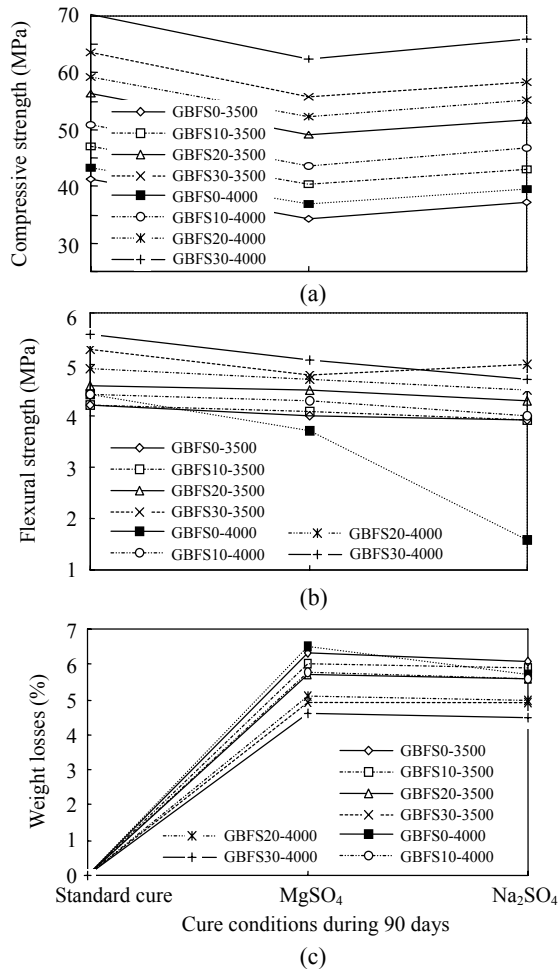 70
60
50
40
30
Compressive strength (MPa)
GBFS0-3500
GBFS10-3500
GBFS20-3500
GBFS30-3500
GBFS0-4000
GBFS10-4000
GBFS20-4000
GBFS30-4000
(a)
6
5
4
3
2
1
Flexural strength (MPa)
GBFS0-3500
GBFS10-3500
GBFS20-3500
GBFS30-3500
GBFS0-4000
GBFS10-4000
GBFS20-4000
GBFS30-4000
(b)
7
6
5
4
3
2
1
0
Weight losses (%)
GBFS0-3500
GBFS10-3500
GBFS20-3500
GBFS30-3500
GBFS0-4000
GBFS10-4000
GBFS20-4000
GBFS30-4000
Standard cure MgSO₄ Na₂SO₄
Cure conditions during 90 days
(c)